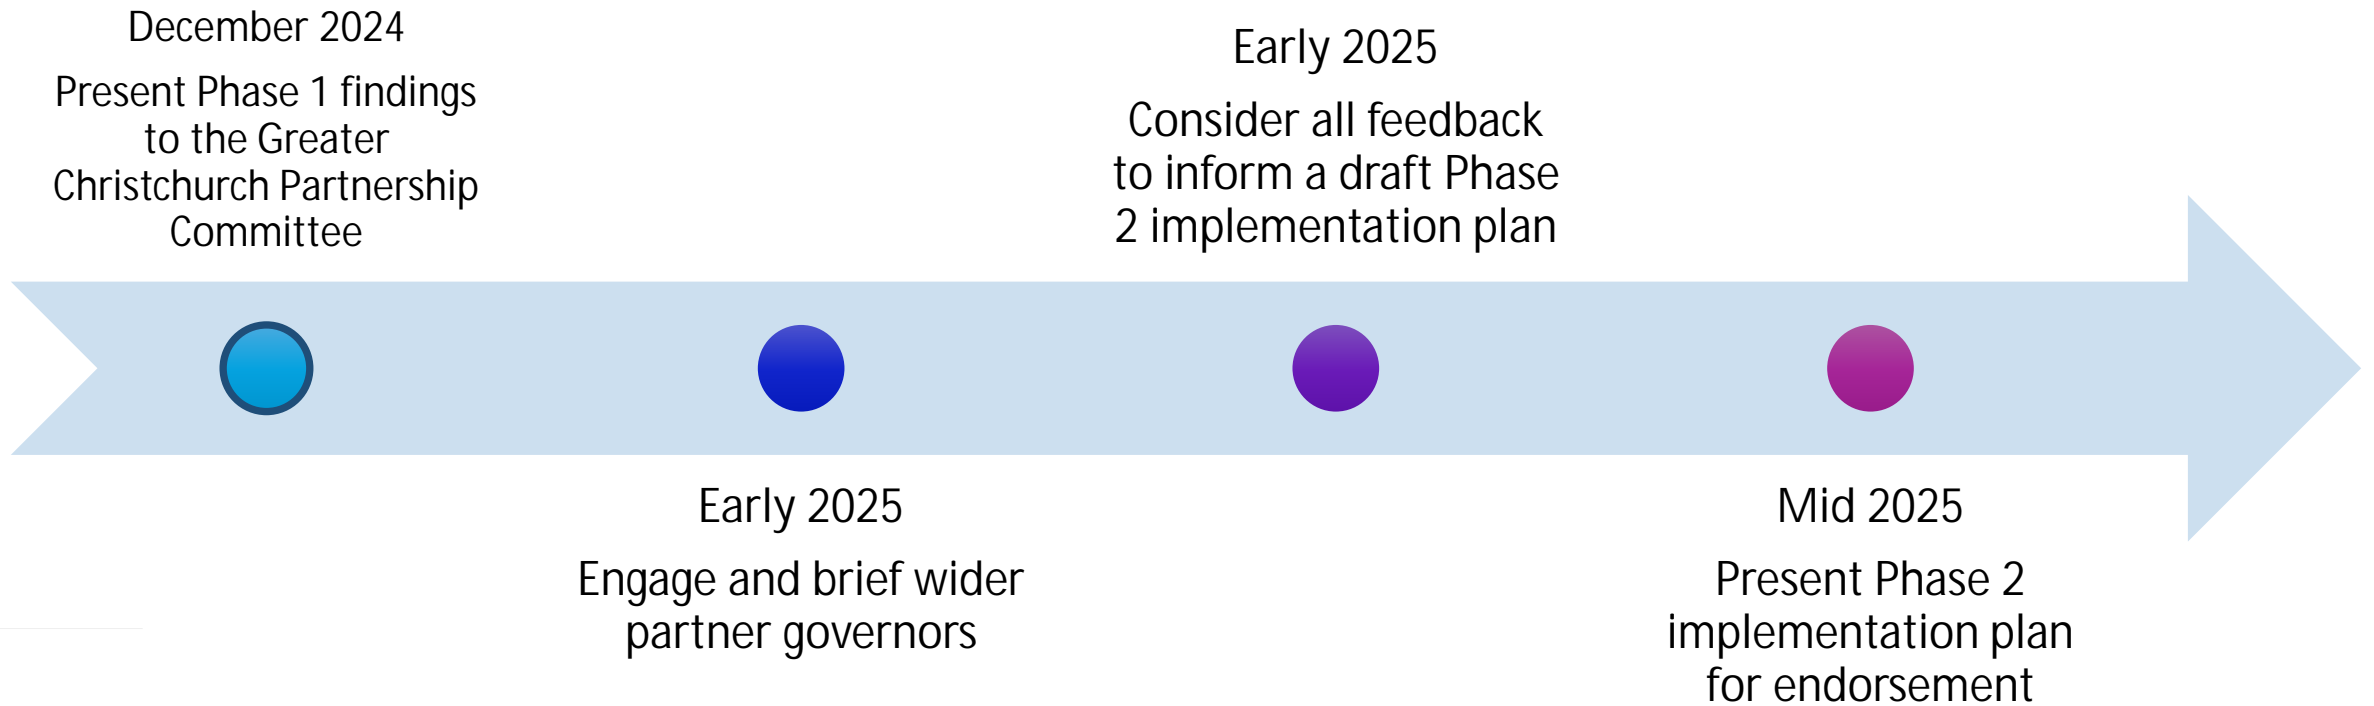 December 2024
Present Phase 1 findings
to the Greater
Christchurch Partnership
Committee
Early 2025
Engage and brief wider
partner governors
Early 2025
Consider all feedback
to inform a draft Phase
2 implementation plan
Mid 2025
Present Phase 2
implementation plan
for endorsement